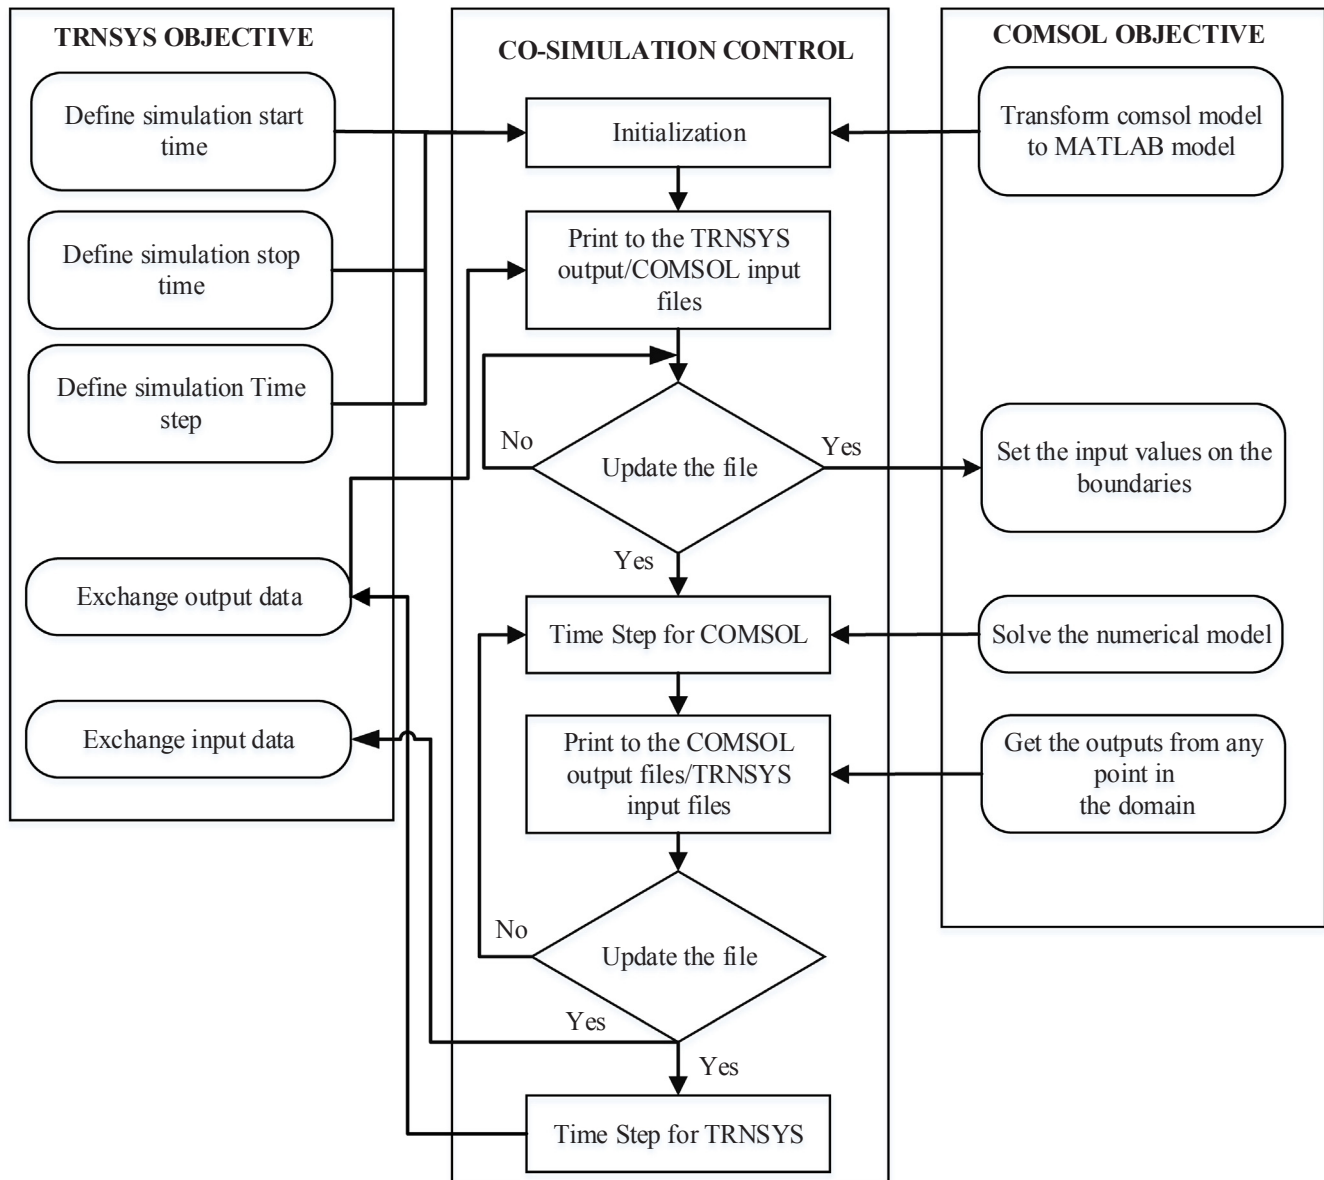 TRNSYS OBJECTIVE
Define simulation start
time
Define simulation stop
time
Define simulation Time
step
Exchange output data
Exchange input data
CO-SIMULATION CONTROL
Initialization
Print to the TRNSYS
output/COMSOL input
files
No
Update the file
Yes
Yes
Time Step for COMSOL
Print to the COMSOL
output files/TRNSYS
input files
No
Update the file
Yes
Yes
Time Step for TRNSYS
COMSOL OBJECTIVE
Transform comsol model
to MATLAB model
Set the input values on the
boundaries
Solve the numerical model
Get the outputs from any
point in
the domain